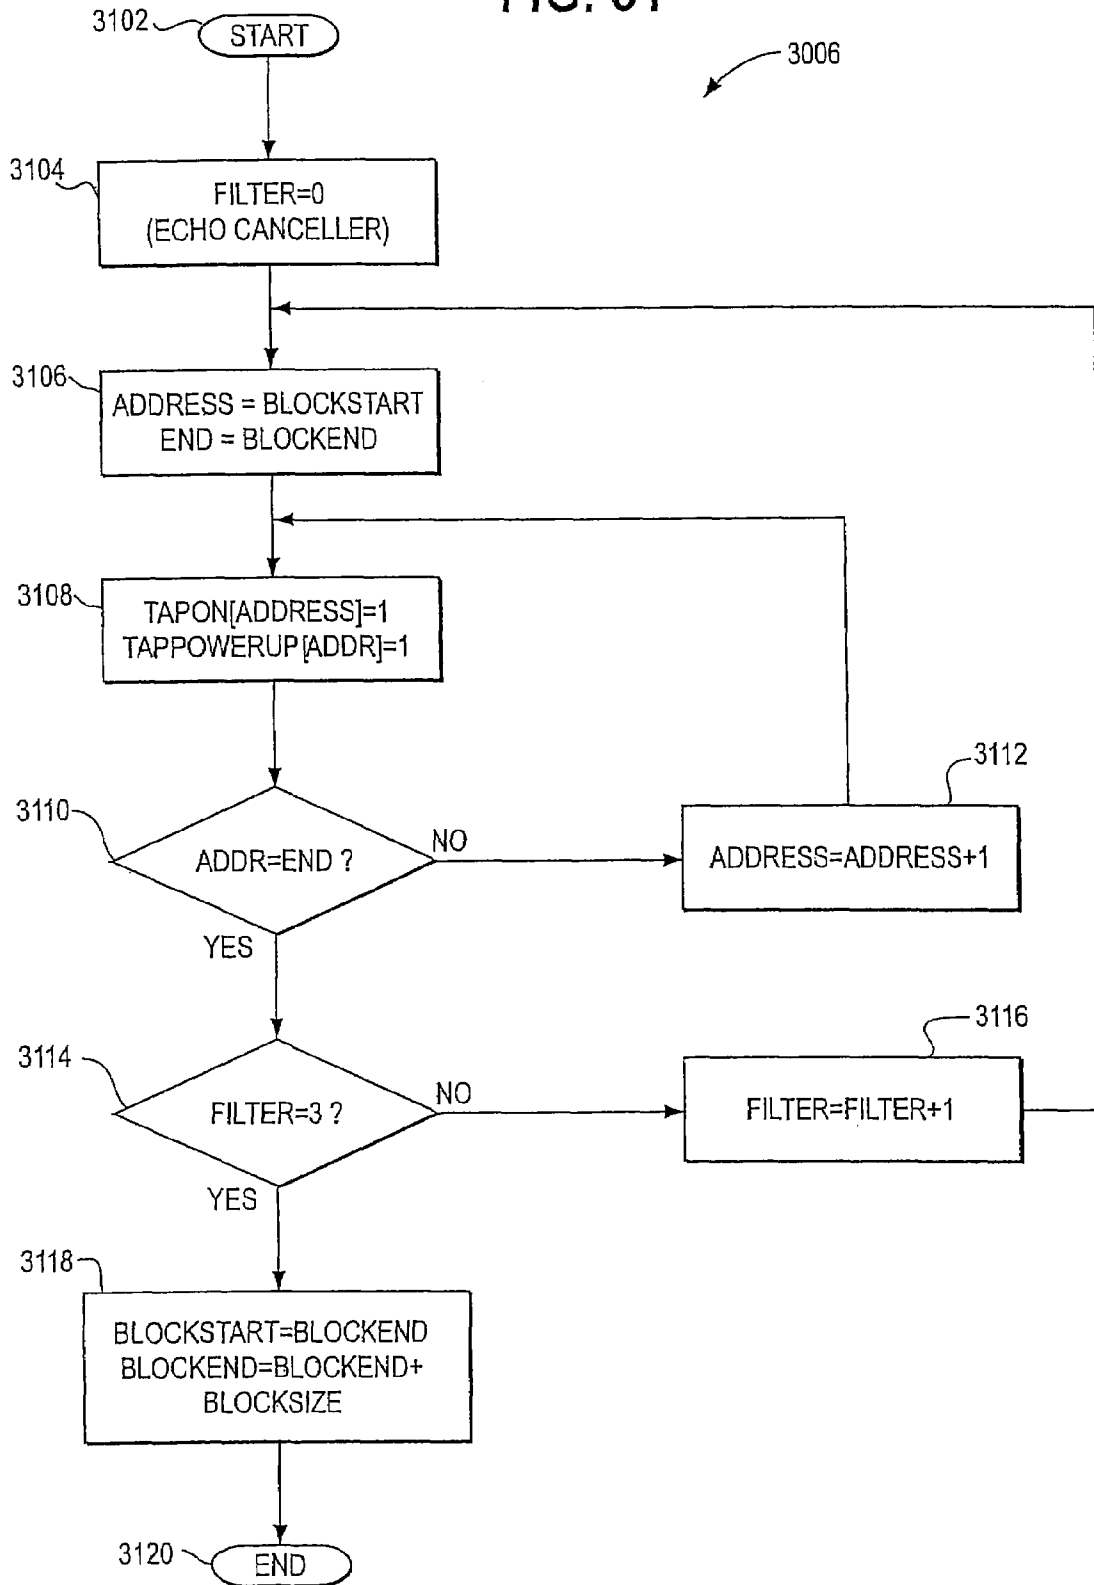 FIG. 31
3102
START
3006
3104
FILTER=0
(ECHO CANCELLER)
3106
ADDRESS = BLOCKSTART
END = BLOCKEND
3108
TAPON[ADDRESS]=1
TAPPOWERUP[ADDR]=1
3110
ADDR=END ?
NO
3112
ADDRESS=ADDRESS+1
YES
3114
FILTER=3 ?
NO
3116
FILTER=FILTER+1
YES
3118
BLOCKSTART=BLOCKEND
BLOCKEND=BLOCKEND+
BLOCKSIZE
3120
END